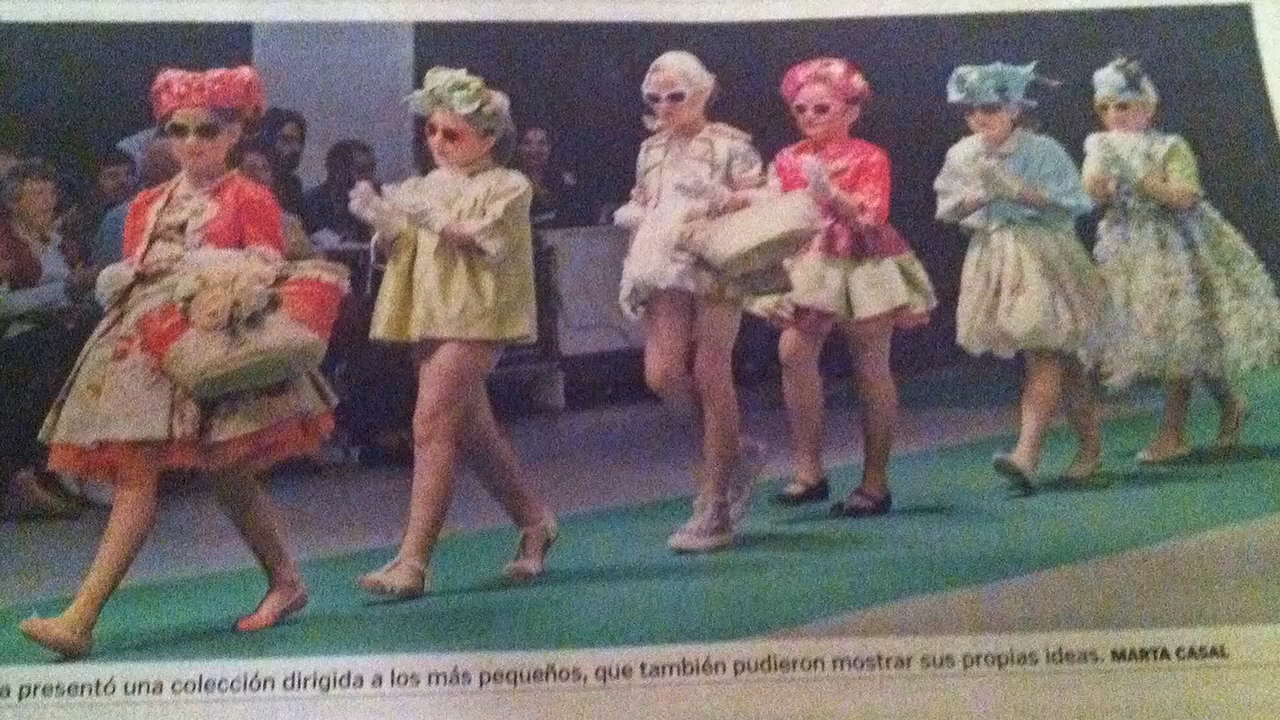 a presentó una colección dirigida a los más pequeños, que también pudieron mostrar sus propias ideas. MARTA CASAL